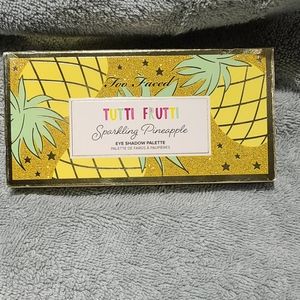 Too Faced
TUTTI FRUTTI
Sparkling Pineapple
EYE SHADOW PALETTE
PALETTE DE FARDS À PAUPIÈRES